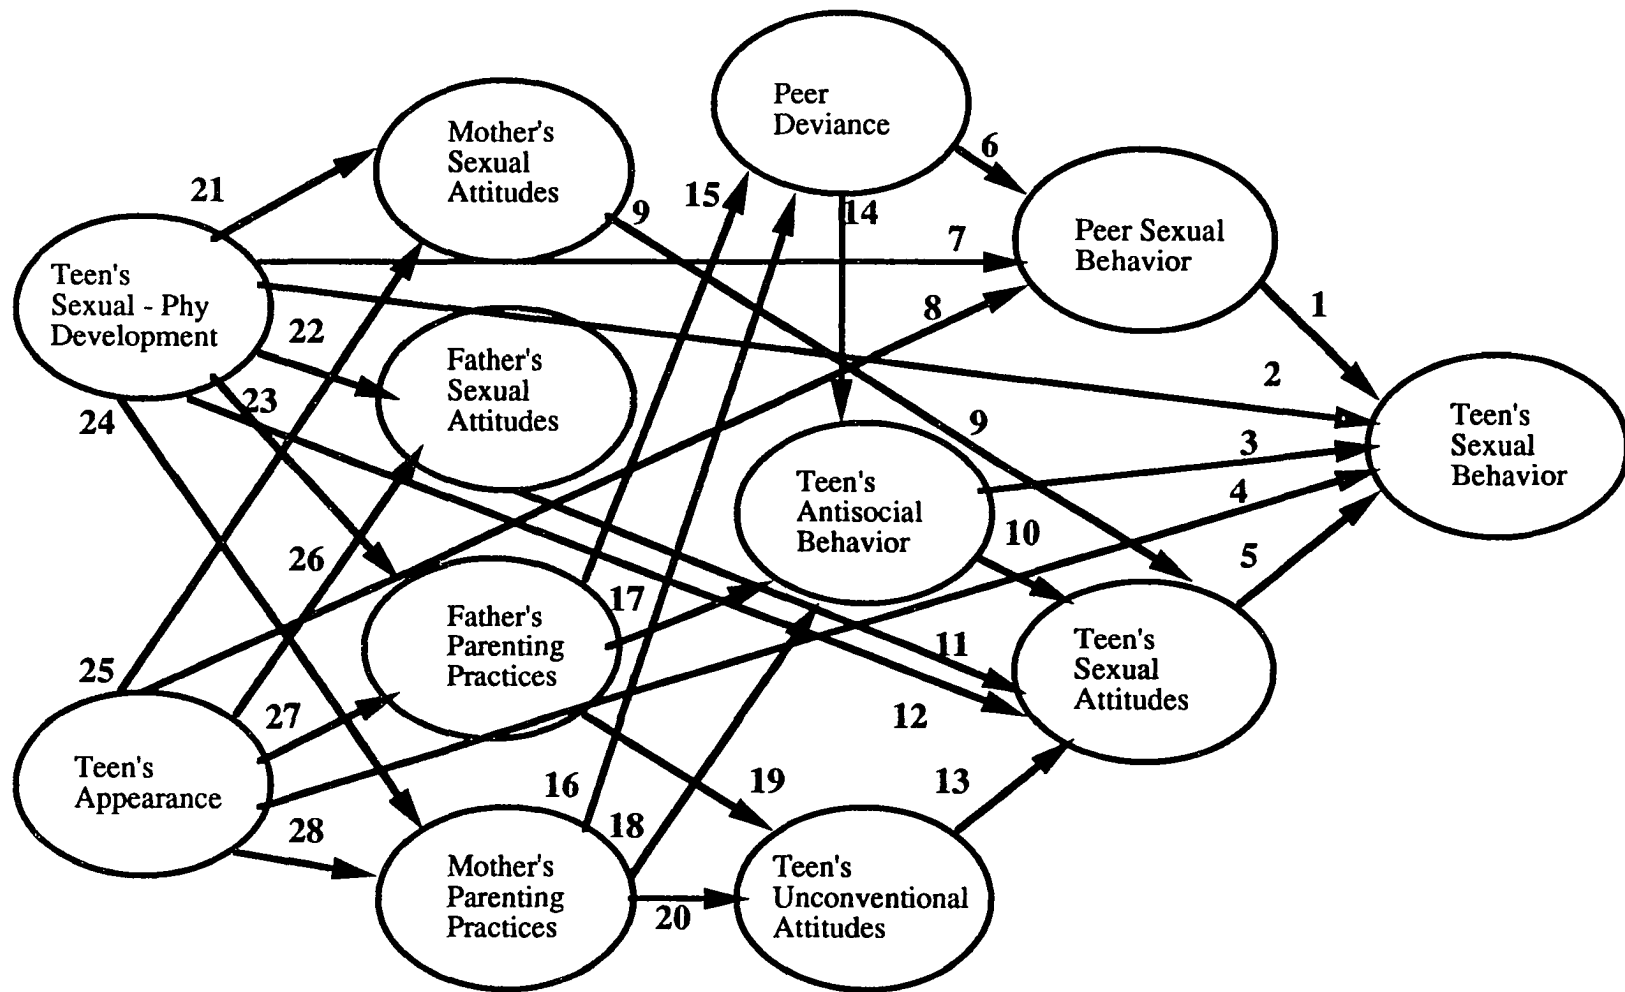 Peer
Deviance
Mother's
Sexual
Attitudes
6
21
15
9
14
7
Peer Sexual
Behavior
Teen's
Sexual - Phy
Development
8
1
22
Father's
Sexual
Attitudes
2
23
24
9
3
Teen's
Sexual
Behavior
Teen's
Antisocial
Behavior
4
10
5
26
17
Father's
Parenting
Practices
11
Teen's
Sexual
Attitudes
25
27
12
Teen's
Appearance
16
19
13
28
18
Mother's
Parenting
Practices
20
Teen's
Unconventional
Attitudes